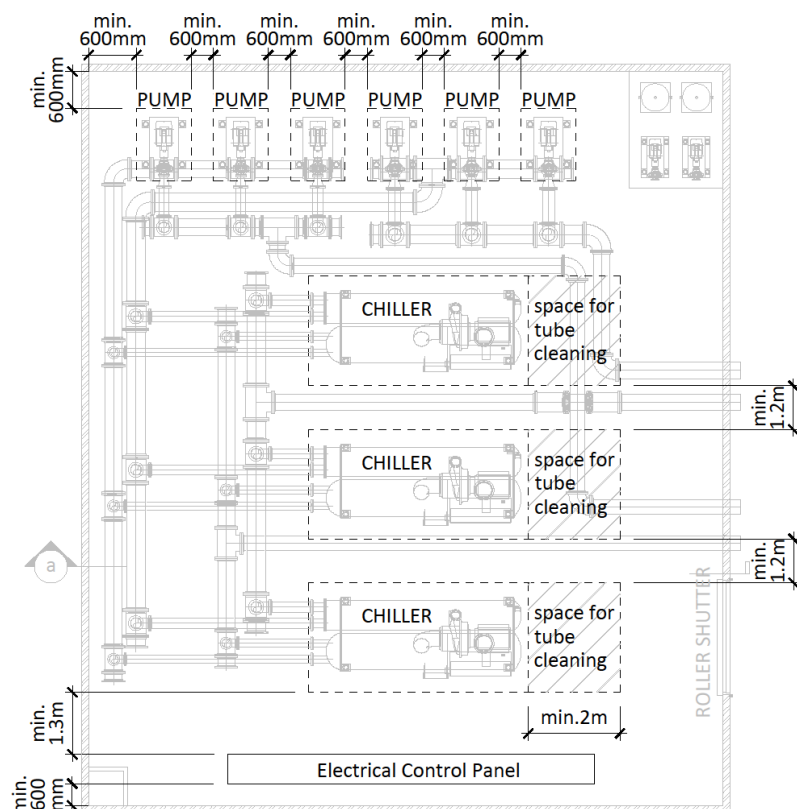 min.
600mm
min.
600mm
min.
600mm
min.
600mm
min.
600mm
min.
600mm
min.
600mm
PUMP
PUMP
PUMP
PUMP
PUMP
PUMP
CHILLER
space for
tube
cleaning
min.
1.2m
CHILLER
space for
tube
cleaning
a
min.
1.2m
CHILLER
space for
tube
cleaning
ROLLER SHUTTER
min.
1.3m
min.2m
Electrical Control Panel
min.
600
mm